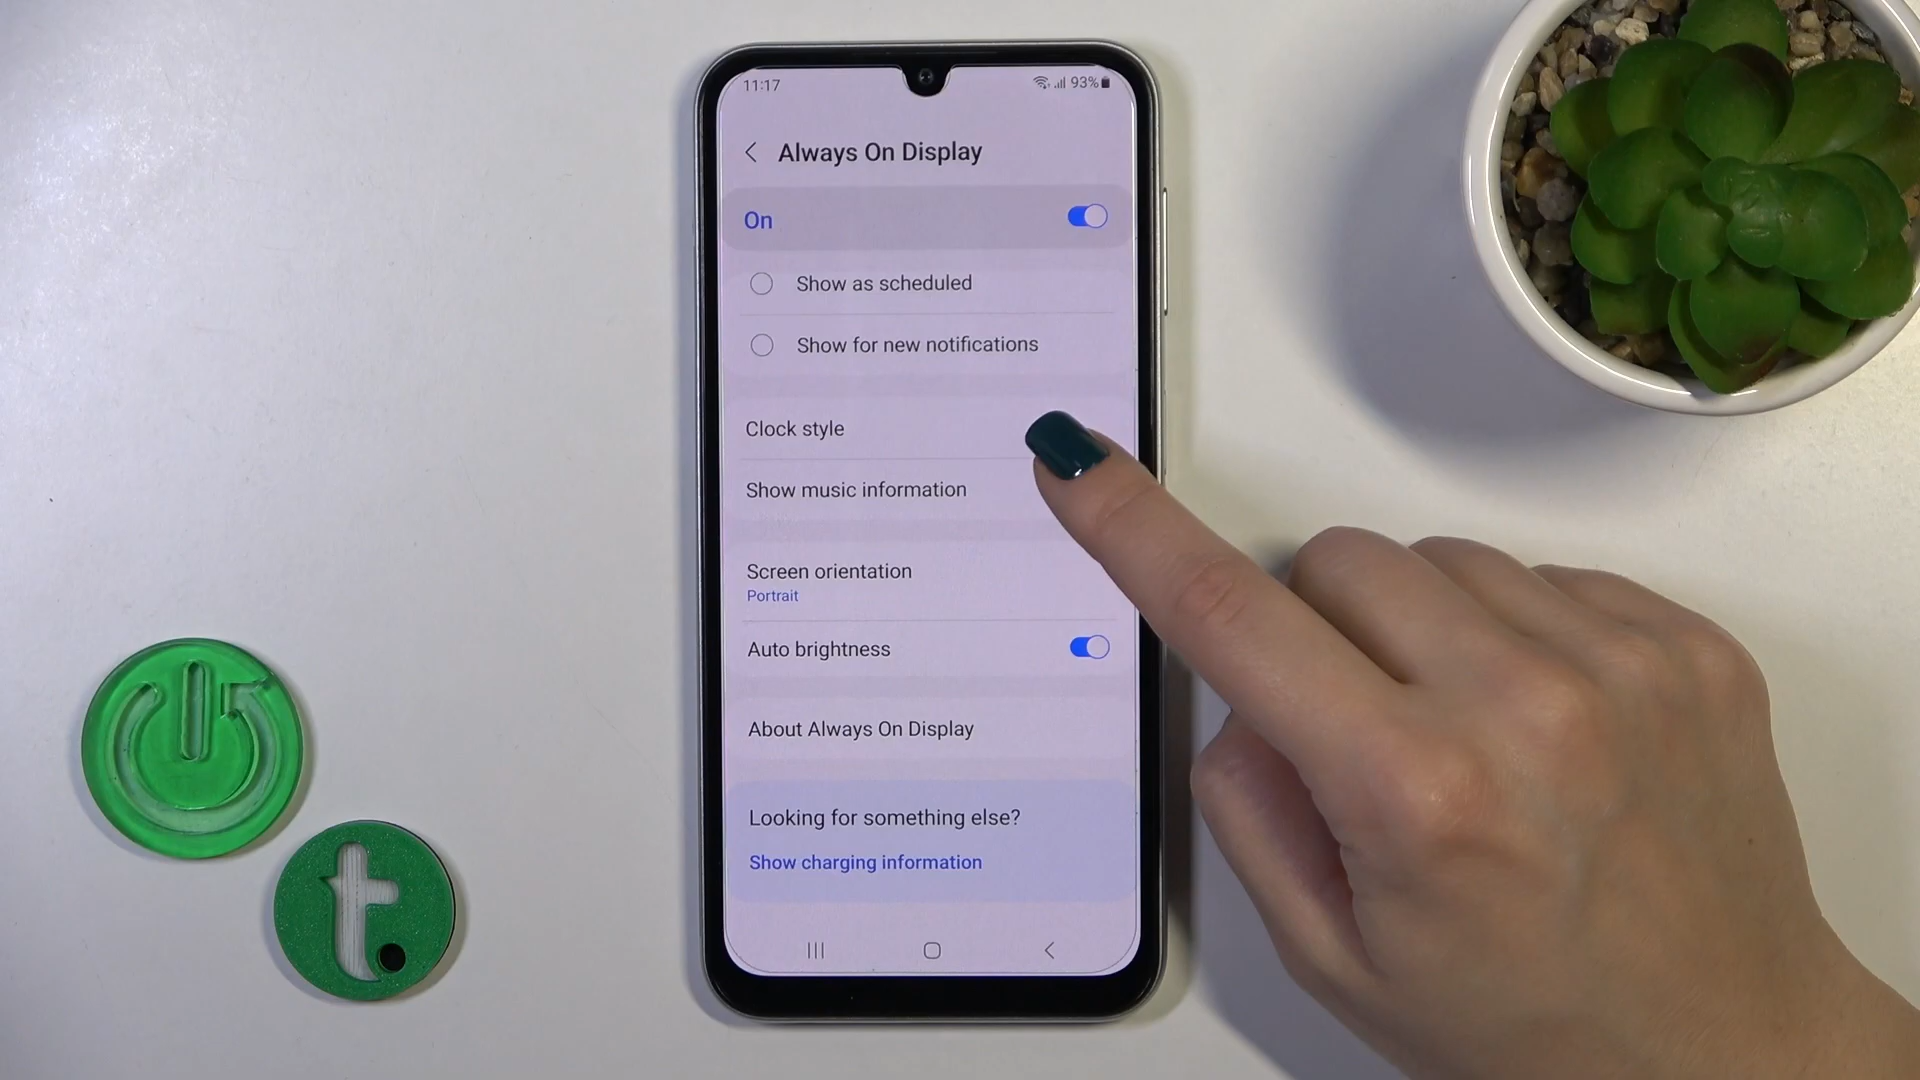 11:17 93%
Always On Display
On
Show as scheduled
Show for new notifications
Clock style
Show music information
Screen orientation
Portrait
Auto brightness
About Always On Display
Looking for something else?
Show charging information
t.